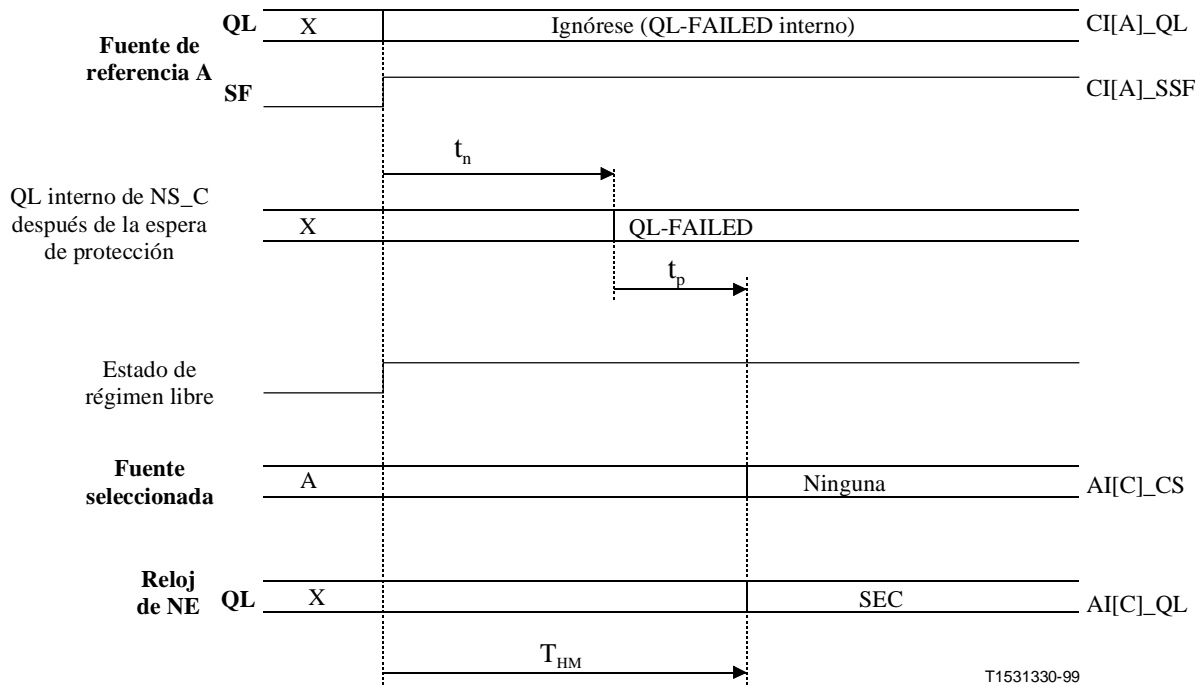 Fuente de
referencia A
QL
X
Ignórese (QL-FAILED interno)
CI[A]_QL
SF
CI[A]_SSF
tn
QL interno de NS_C
después de la espera
de protección
X
QL-FAILED
tp
Estado de
régimen libre
Fuente
seleccionada
A
Ninguna
AI[C]_CS
Reloj
de NE
QL
X
SEC
AI[C]_QL
THM
T1531330-99